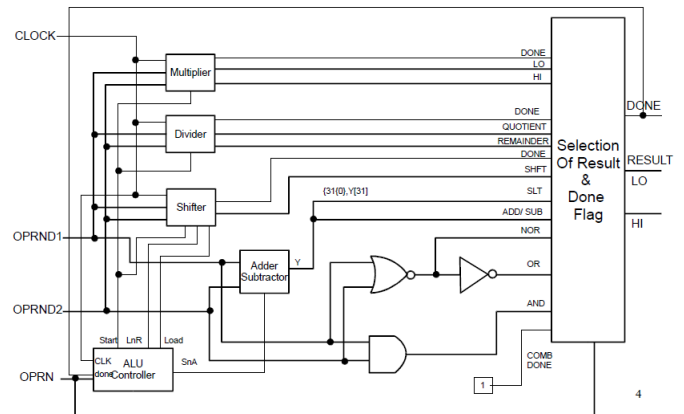 CLOCK
Multiplier
DONE
LO
HI
Divider
DONE
QUOTIENT
REMAINDER
DONE
Shifter
SHFT
{31{0},Y[31]
SLT
ADD/ SUB
OPRND1
Adder
Subtractor
Y
NOR
OR
AND
OPRND2
Start
LnR
Load
SnA
CLK
done
ALU
Controller
OPRN
COMB
DONE
1
Selection
Of Result
&
Done
Flag
DONE
RESULT
LO
HI
4